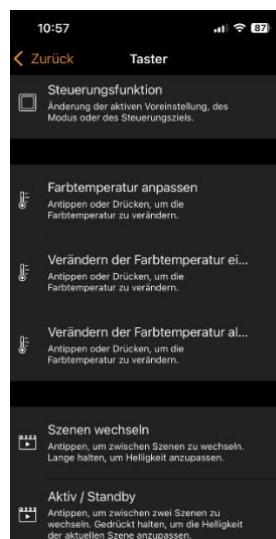 10:57
87
Zurück
Taster
Steuerungsfunktion
Änderung der aktiven Voreinstellung, des
Modus oder des Steuerungsziels.
Farbtemperatur anpassen
Antippen oder Drücken, um die
Farbtemperatur zu verändern.
Verändern der Farbtemperatur ei...
Antippen oder Drücken, um die
Farbtemperatur zu verändern.
Verändern der Farbtemperatur al...
Antippen oder Drücken, um die
Farbtemperatur zu verändern.
Szenen wechseln
Antippen, um zwischen Szenen zu wechseln.
Lange halten, um Helligkeit anzupassen.
Aktiv / Standby
Antippen, um zwischen zwei Szenen zu
wechseln. Gedrückt halten, um die Helligkeit
der aktuellen Szene anzupassen.